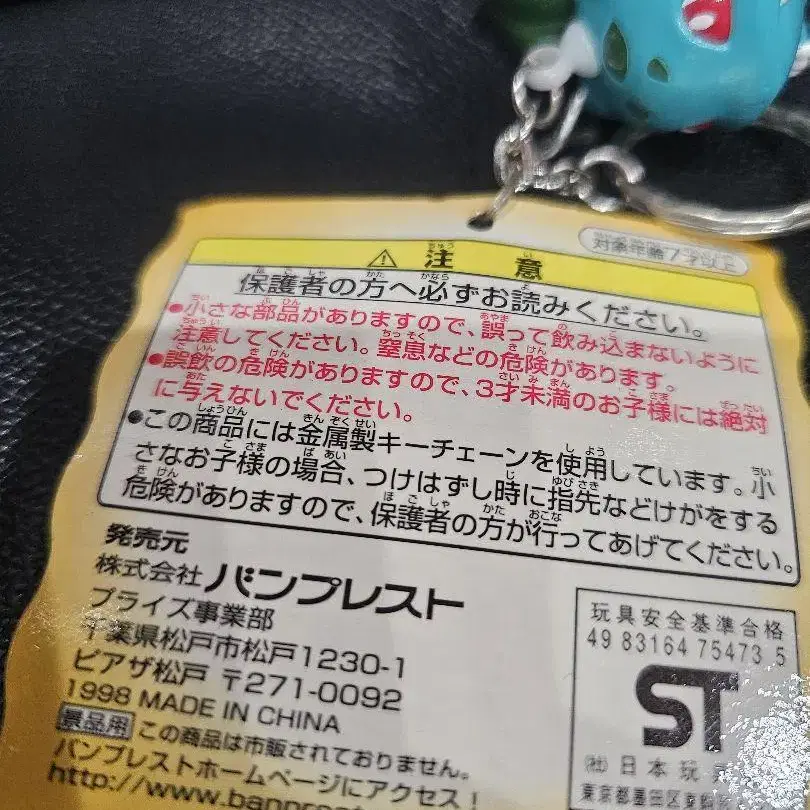 対象年齢7才以上
⚠ 注意
保護者の方へ必ずお読みください。
●小さな部品がありますので、誤って飲み込まないように
注意してください。窒息などの危険があります。
●誤飲の危険がありますので、3才未満のお子様には絶対
に与えないでください。
●この商品には金属製キーチェーンを使用しています。小
さなお子様の場合、つけはずし時に指先などけがをする
危険がありますので、保護者の方が行ってあげてください。
発売元
株式会社 バンプレスト
プライズ事業部
千葉県松戸市松戸1230-1
ピアザ松戸 〒271-0092
1998 MADE IN CHINA
景品用 この商品は市販されておりません。
バンプレストホームページにアクセス!
http://www.banpres
玩具安全基準合格
49 83164 75473 5
ST
(社)日本玩
東京都墨田区東